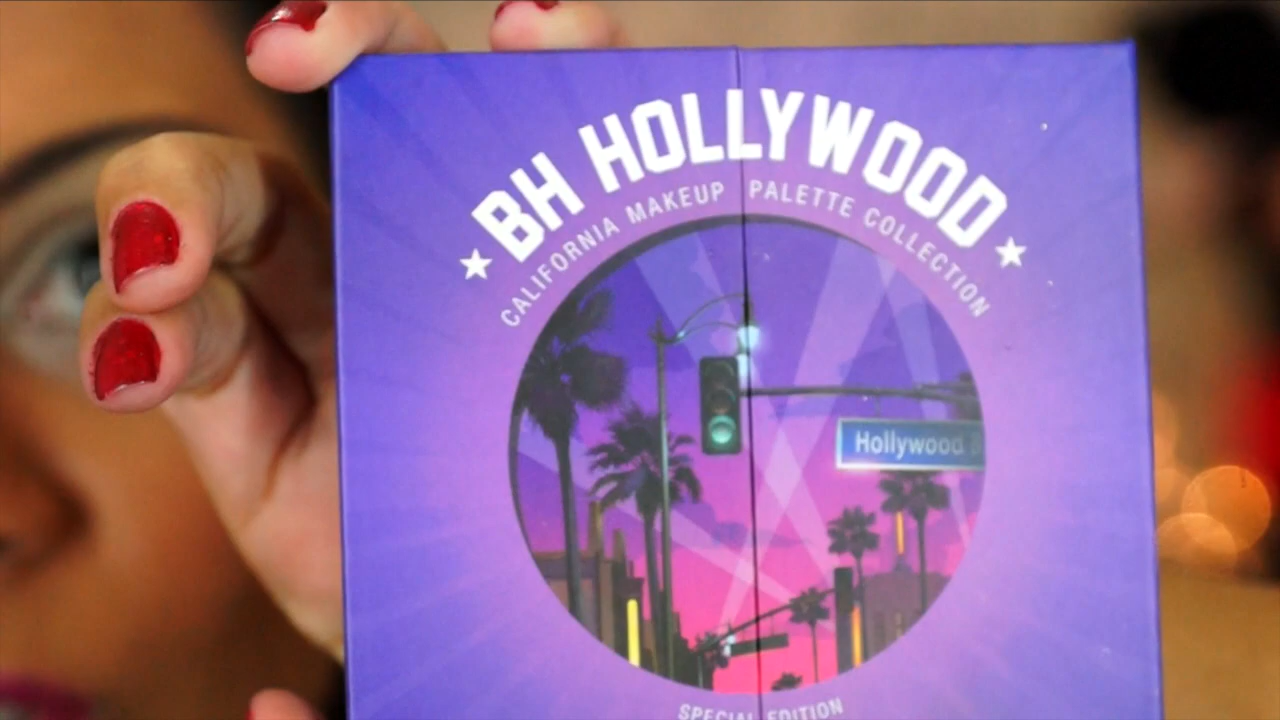 BH HOLLYWOOD
CALIFORNIA MAKEUP PALETTE COLLECTION
Hollywood
SPECIAL EDITION